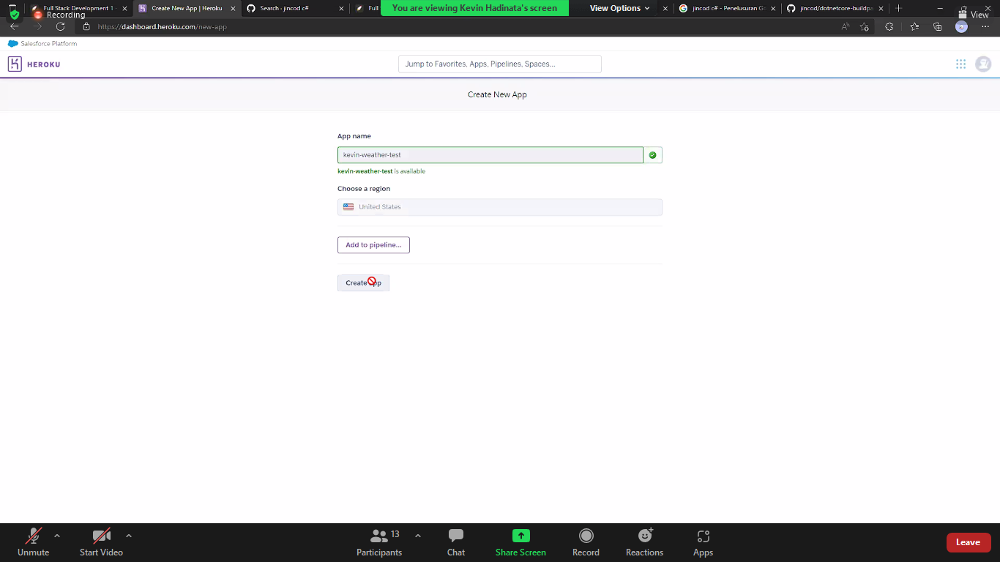 Full Stack Development 1 -
Create New App | Heroku
Search · jincod c#
Full
You are viewing Kevin Hadinata's screen
View Options
jincod c# - Penelusuran Go
jincod/dotnetcore-buildpa
Recording
View
https://dashboard.heroku.com/new-app
Salesforce Platform
HEROKU
Jump to Favorites, Apps, Pipelines, Spaces...
Create New App
App name
kevin-weather-test
kevin-weather-test is available
Choose a region
United States
Add to pipeline...
Create app
Unmute
Start Video
13
Participants
Chat
Share Screen
Record
Reactions
Apps
Leave